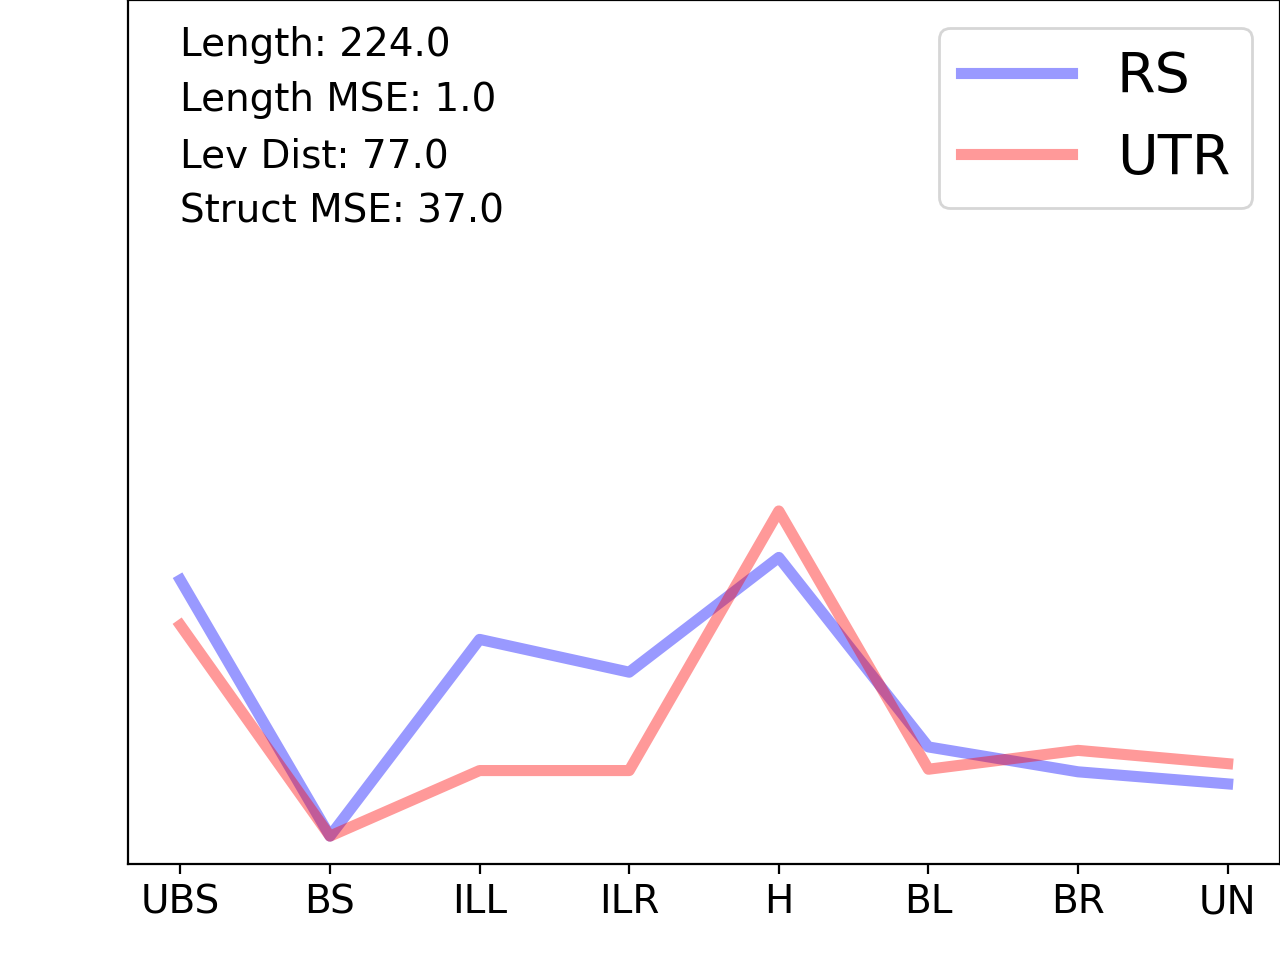 Length: 224.0
Length MSE: 1.0
Lev Dist: 77.0
Struct MSE: 37.0
RS
UTR
UBS BS ILL ILR H BL BR UN